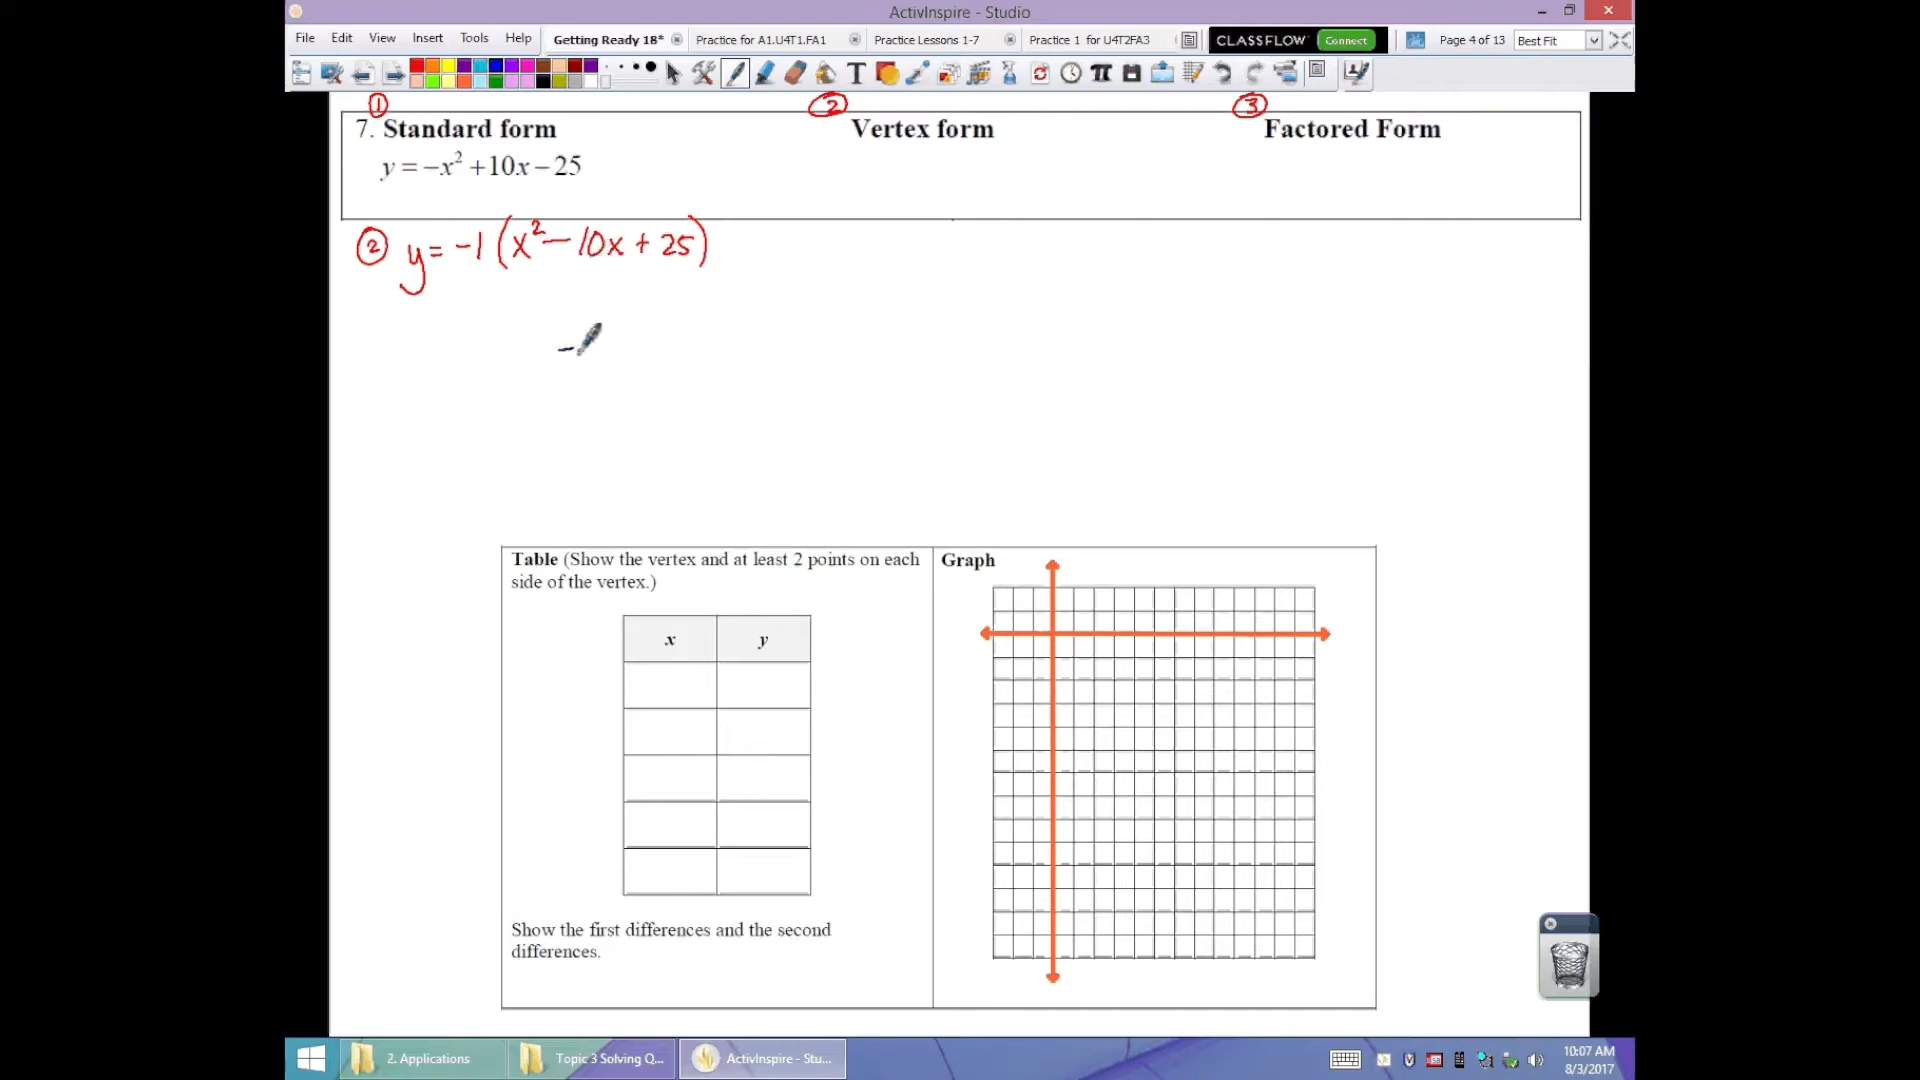 ActivInspire - Studio
File Edit View Insert Tools Help Getting Ready 18* Practice for A1.U4T1.FA1 Practice Lessons 1-7 Practice 1 for U4T2FA3 CLASSFLOW Connect Page 4 of 13 Best Fit
① ② ③
7. Standard form Vertex form Factored Form
y = −x² + 10x − 25
② y = -1 (x² - 10x + 25)
-
Table (Show the vertex and at least 2 points on each
side of the vertex.)
Graph
x y
Show the first differences and the second
differences.
2. Applications Topic 3 Solving Q... ActivInspire - Stu... 10:07 AM
8/3/2017